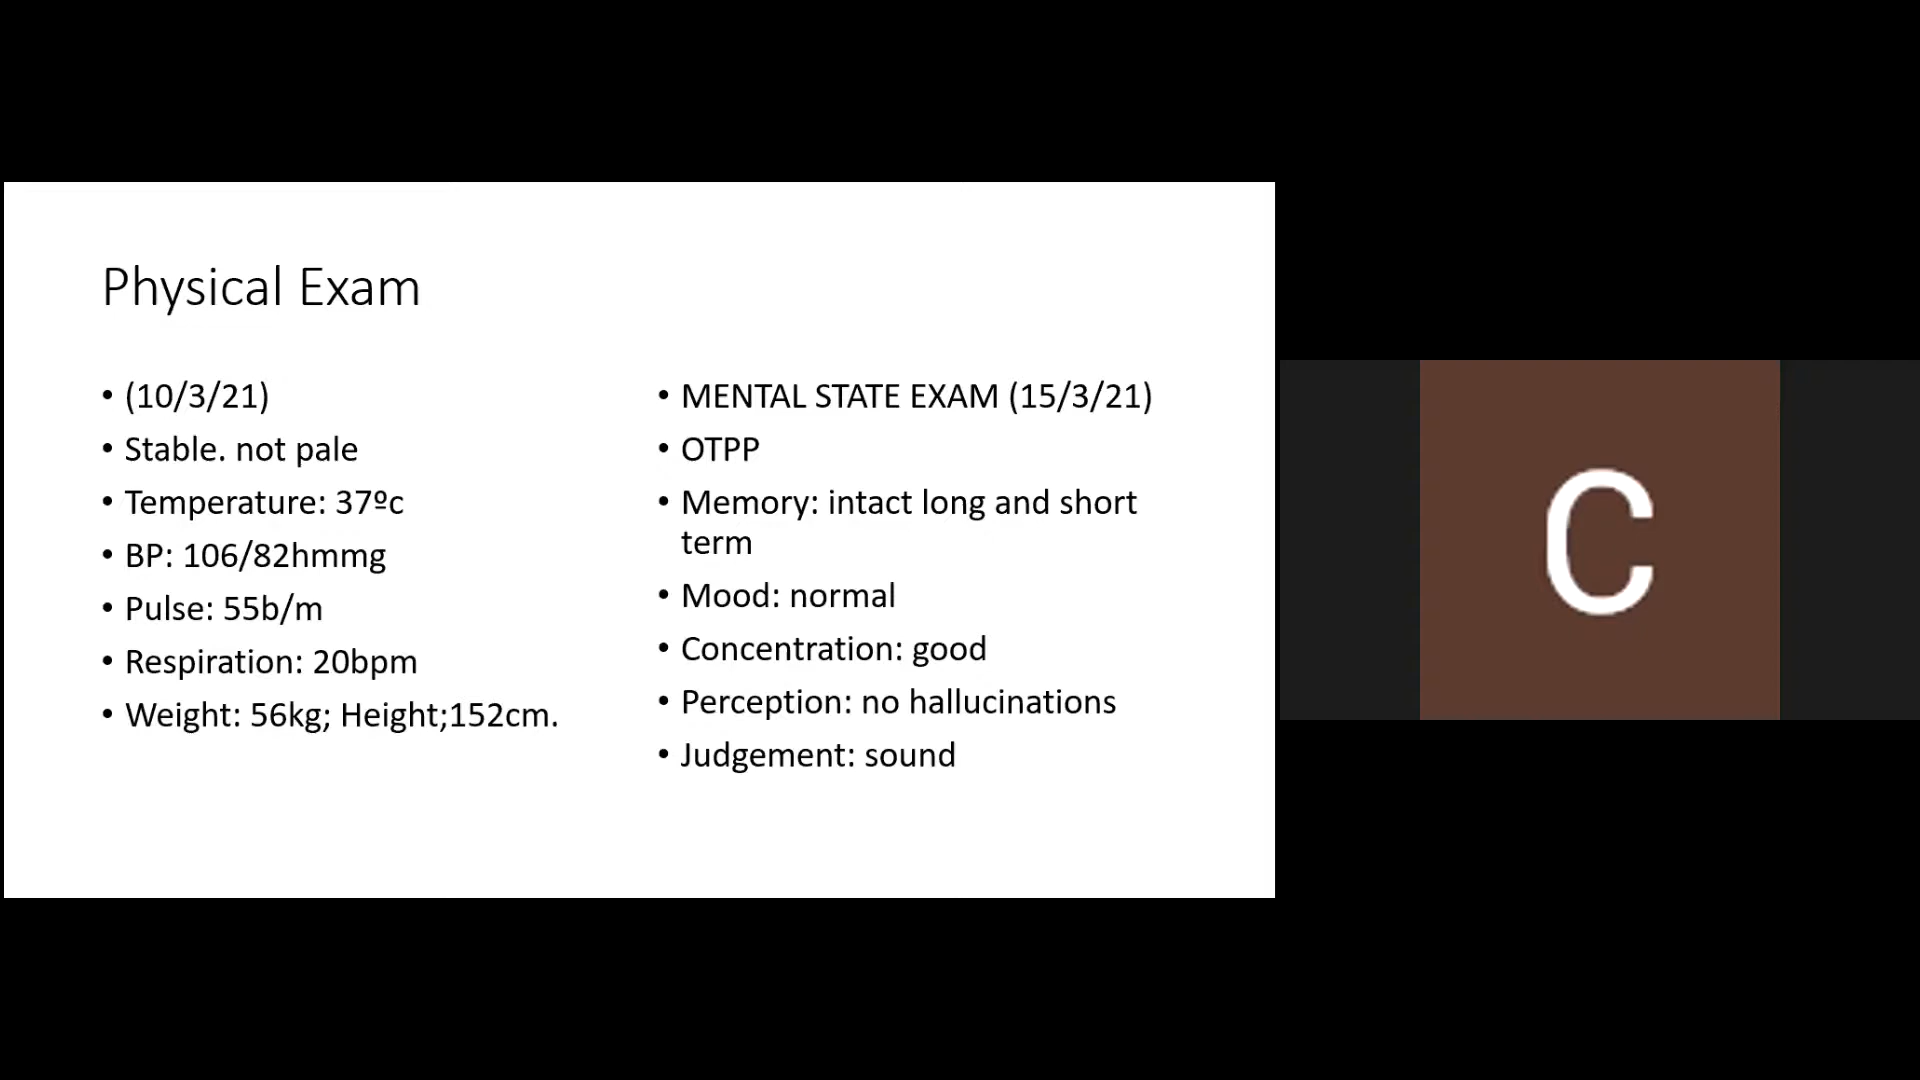 Physical Exam
• (10/3/21)
• Stable. not pale
• Temperature: 37ºc
• BP: 106/82hmmg
• Pulse: 55b/m
• Respiration: 20bpm
• Weight: 56kg; Height;152cm.
• MENTAL STATE EXAM (15/3/21)
• OTPP
• Memory: intact long and short
term
• Mood: normal
• Concentration: good
• Perception: no hallucinations
• Judgement: sound
C